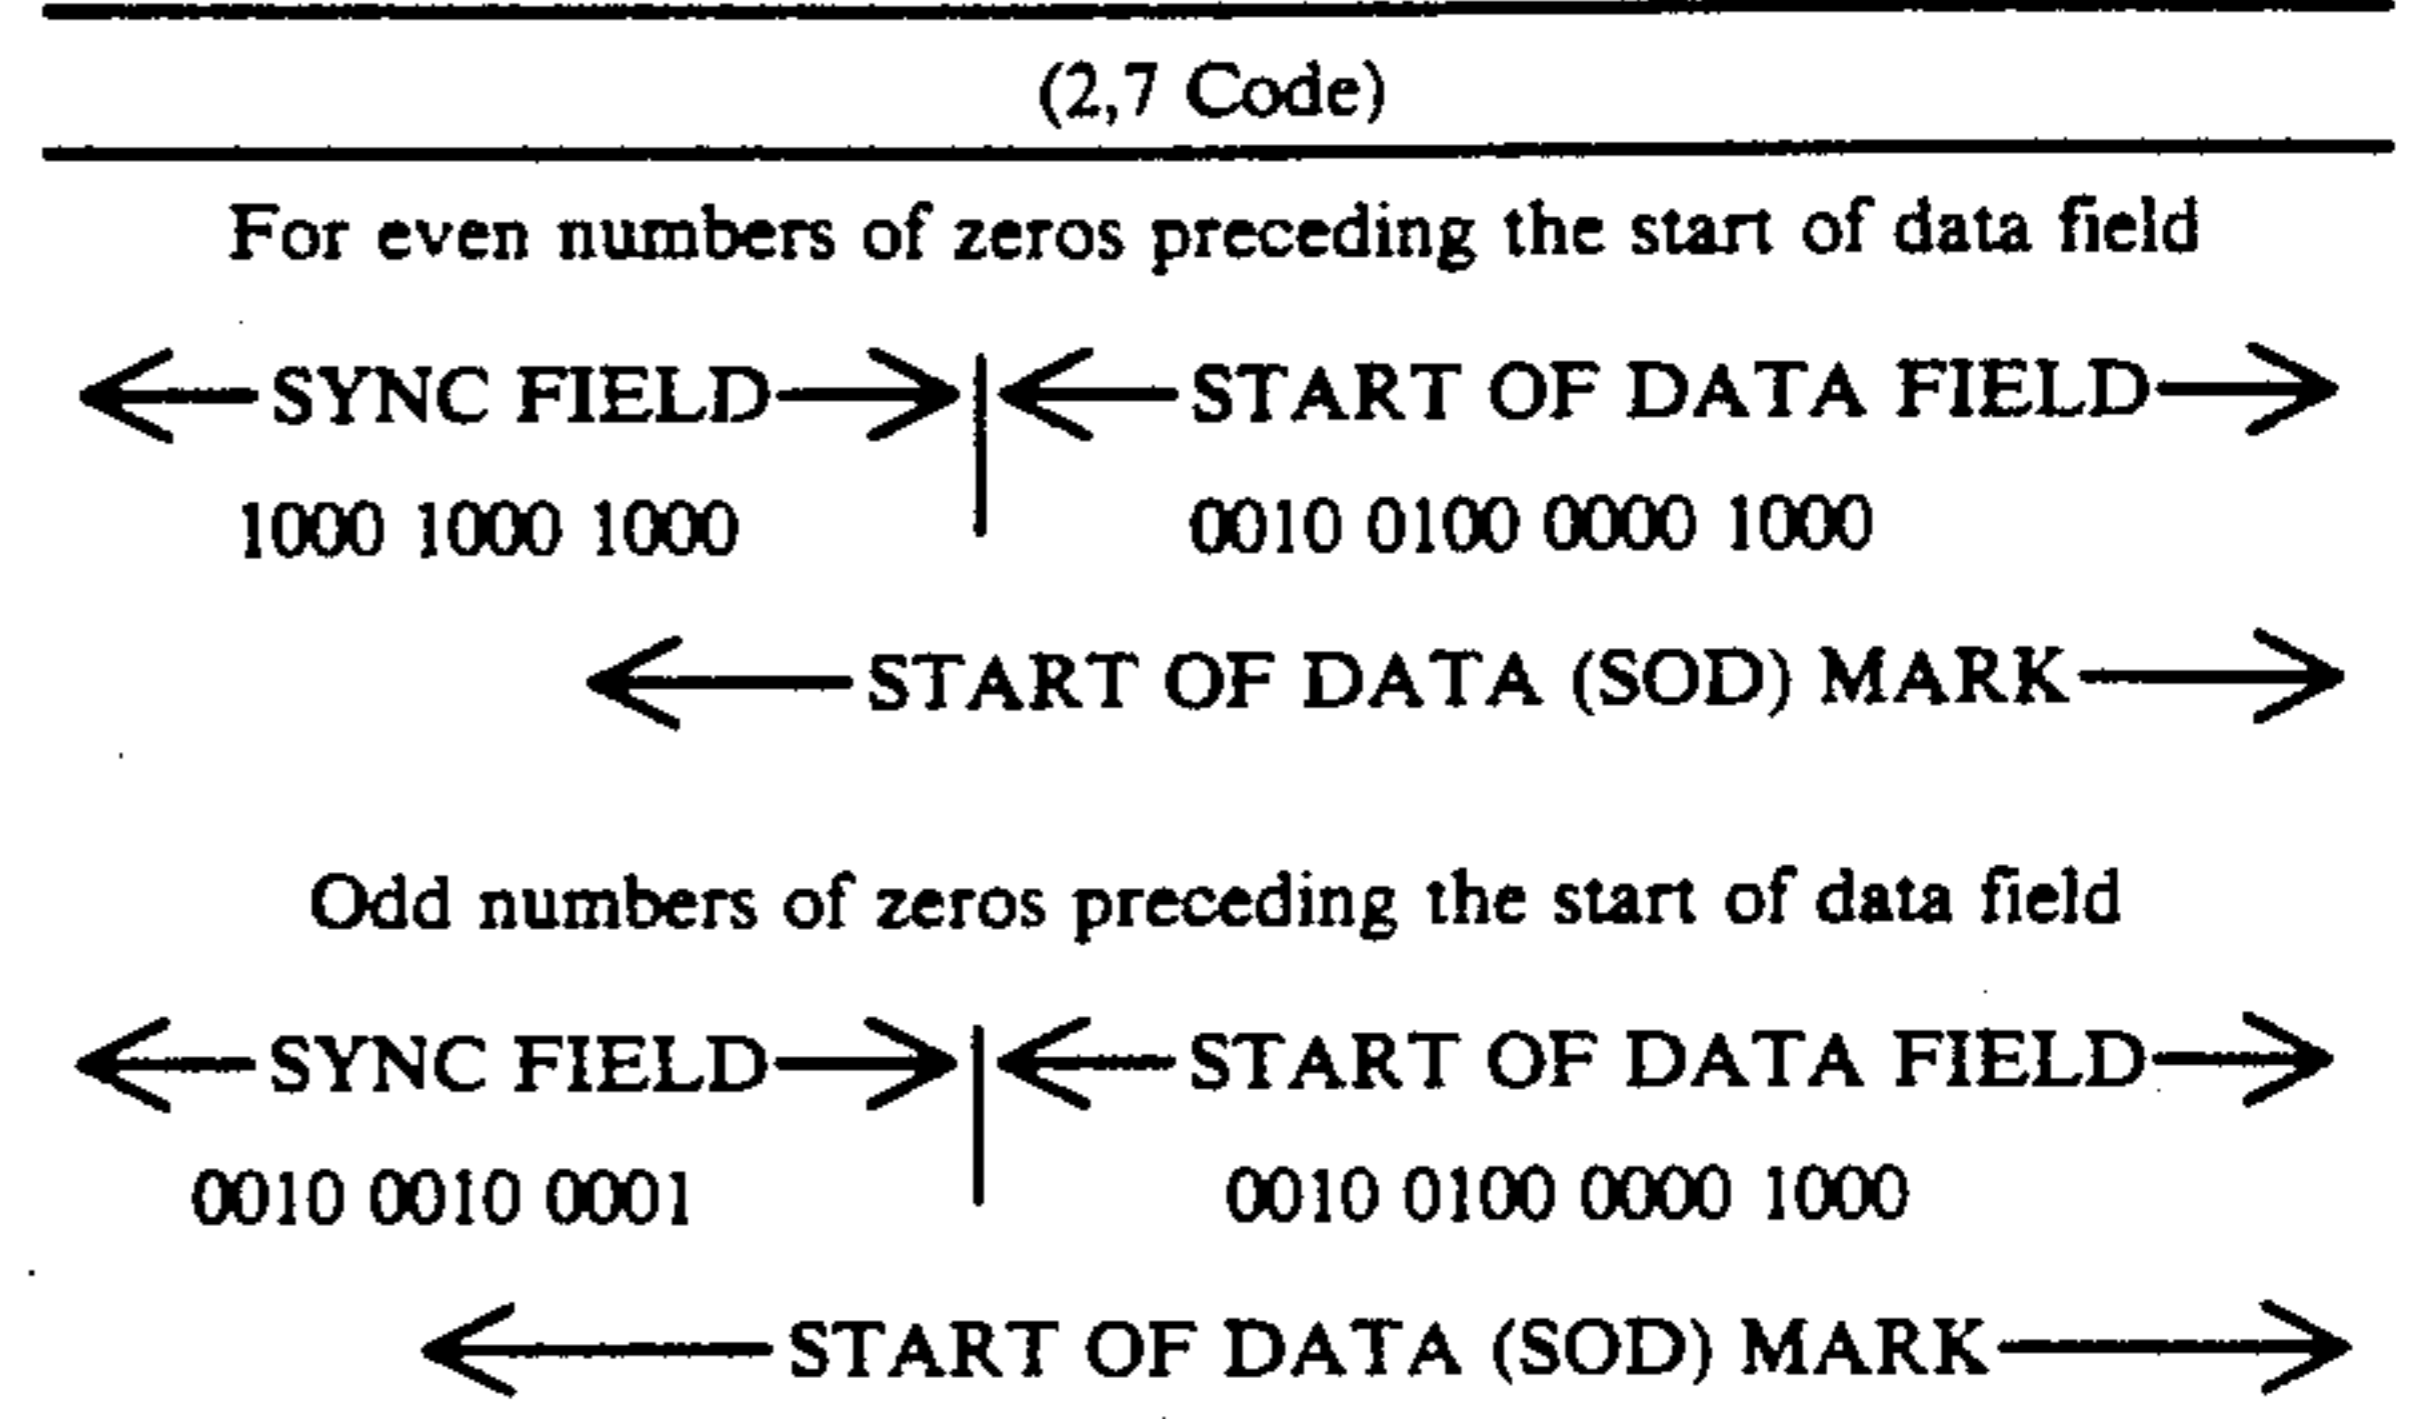 (2,7 Code)
For even numbers of zeros preceding the start of data field
SYNC FIELD START OF DATA FIELD
1000 1000 1000 0010 0100 0000 1000
START OF DATA (SOD) MARK
Odd numbers of zeros preceding the start of data field
SYNC FIELD START OF DATA FIELD
0010 0010 0001 0010 0100 0000 1000
START OF DATA (SOD) MARK